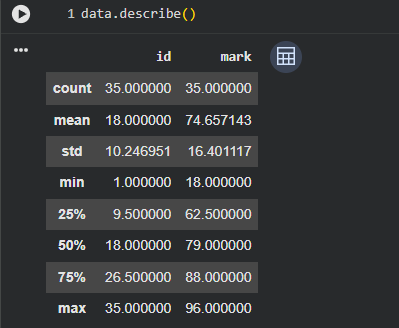 1 data.describe()
id mark
count 35.000000 35.000000
mean 18.000000 74.657143
std 10.246951 16.401117
min 1.000000 18.000000
25% 9.500000 62.500000
50% 18.000000 79.000000
75% 26.500000 88.000000
max 35.000000 96.000000